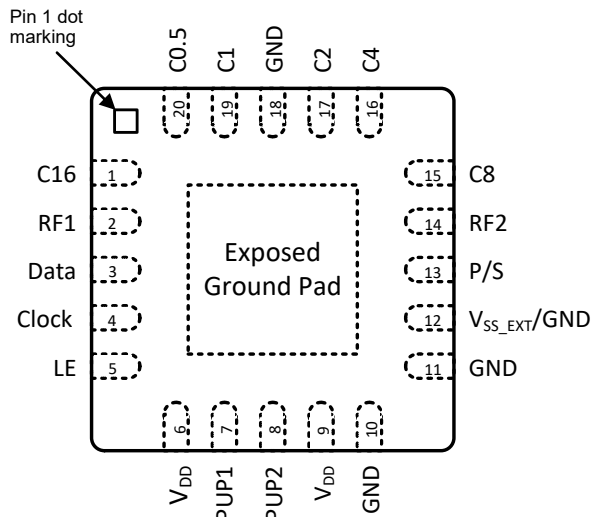 Pin 1 dot
marking
C0.5
C1
GND
C2
C4
20
19
18
17
16
C16
1
15
C8
RF1
2
14
RF2
Data
3
13
P/S
Clock
4
12
VSS_EXT/GND
LE
5
11
GND
Exposed
Ground Pad
6
7
8
9
10
VDD
PUP1
PUP2
VDD
GND